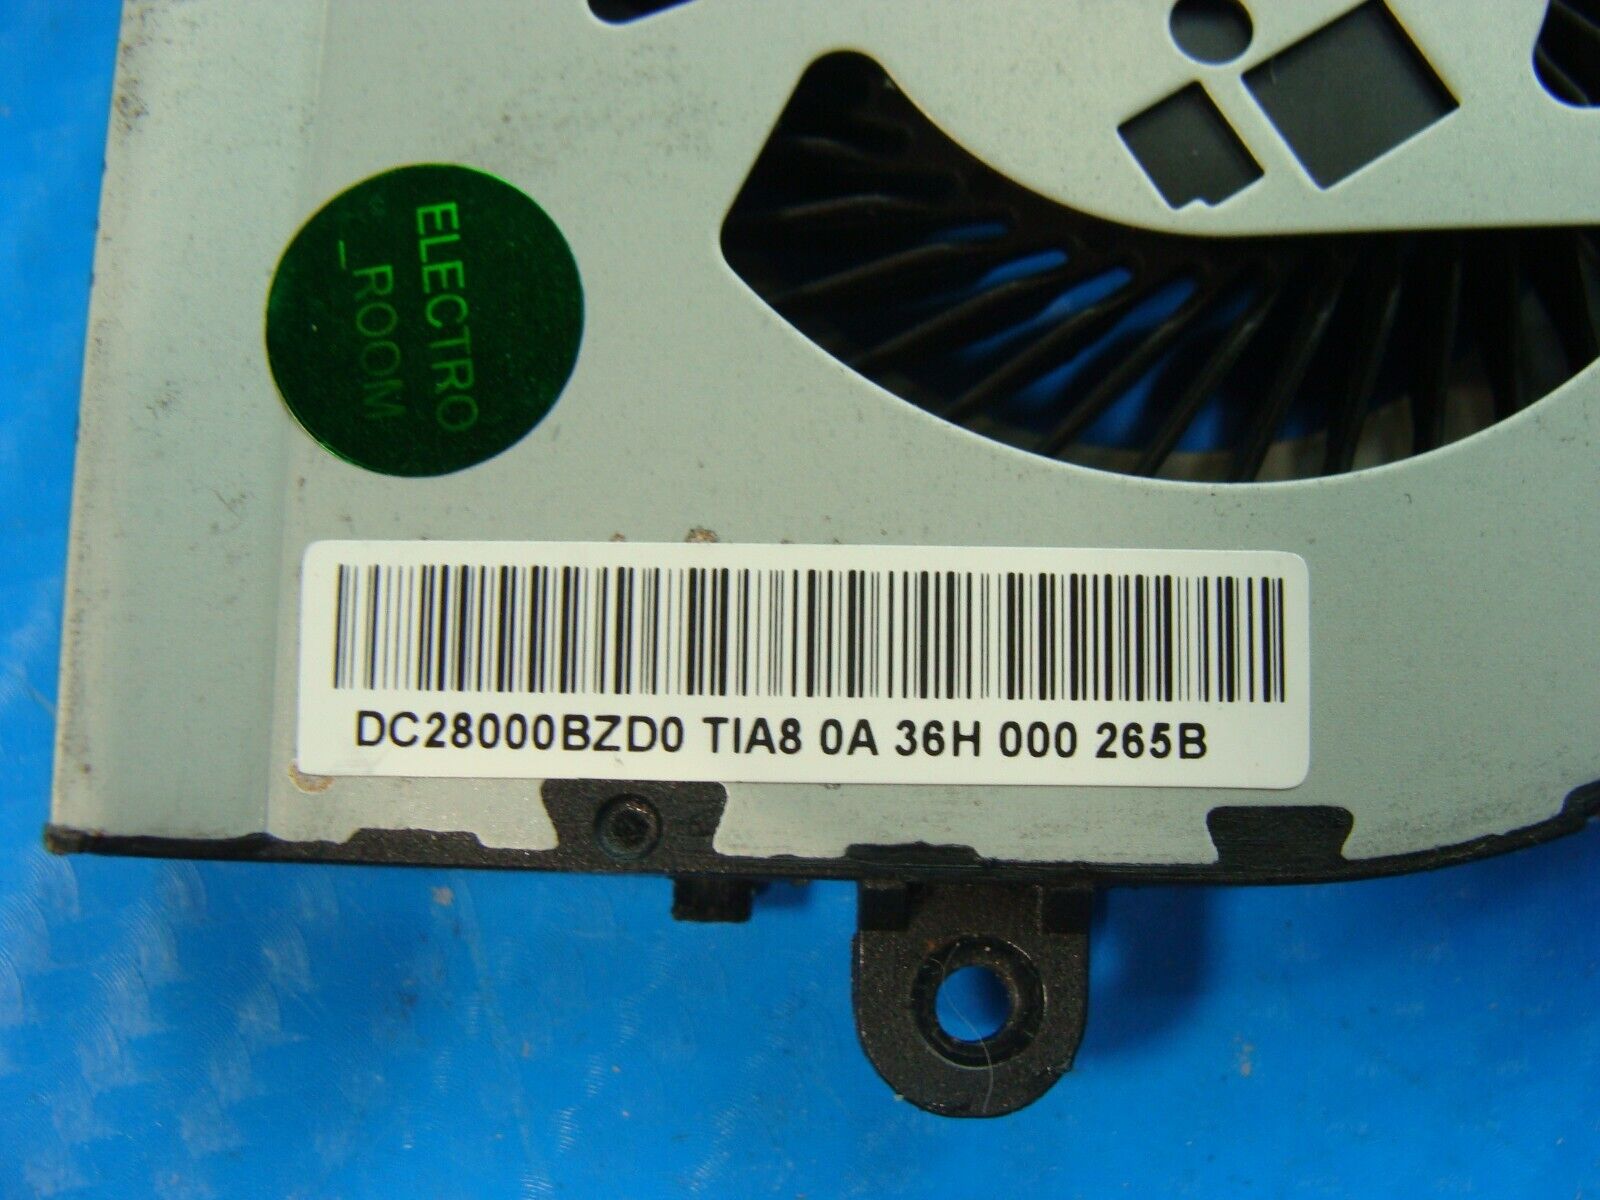 ELECTRO
_ROOM
DC28000BZD0 TIA8 0A 36H 000 265B